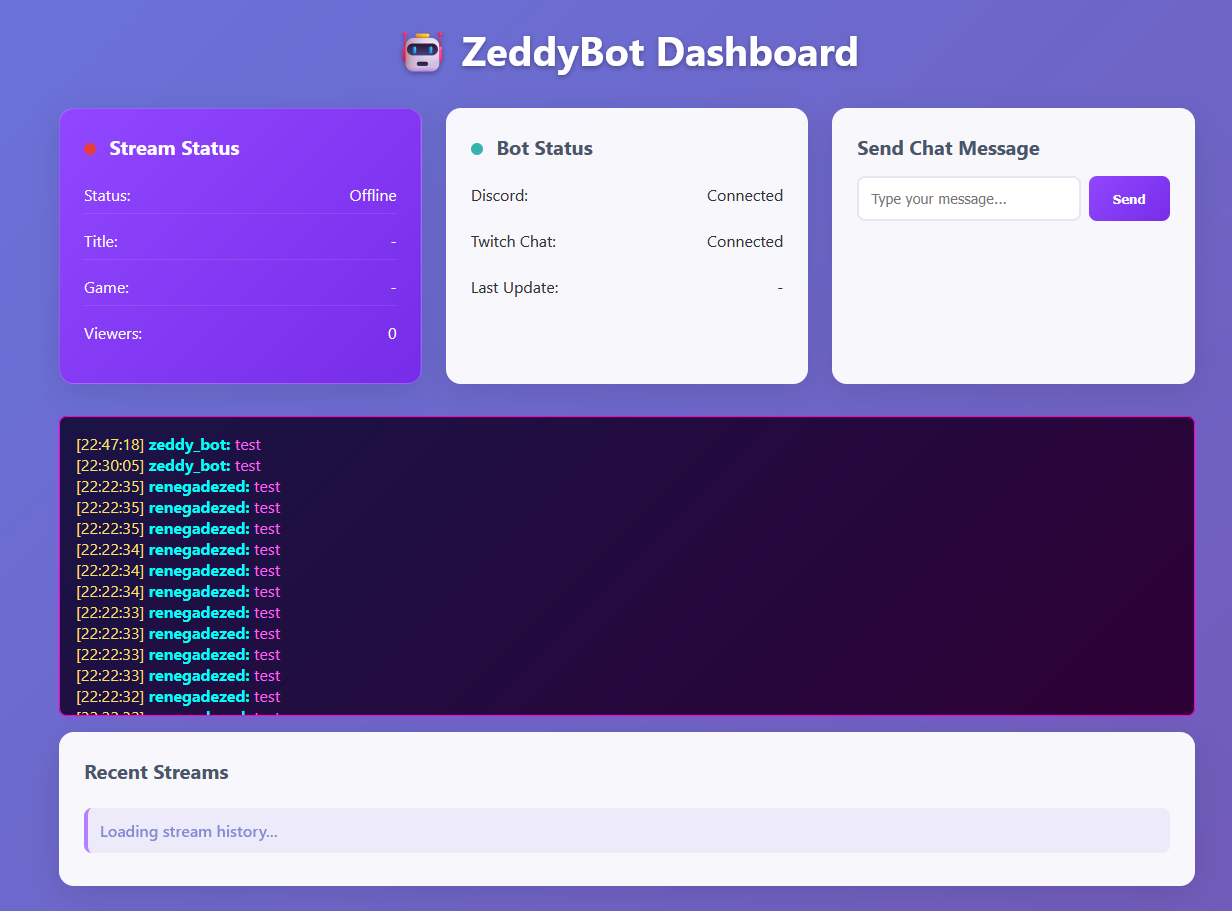 ZeddyBot Dashboard
Stream Status
Status: Offline
Title: -
Game: -
Viewers: 0
Bot Status
Discord: Connected
Twitch Chat: Connected
Last Update: -
Send Chat Message
Type your message... Send
[22:47:18] zeddy_bot: test
[22:30:05] zeddy_bot: test
[22:22:35] renegadezed: test
[22:22:35] renegadezed: test
[22:22:35] renegadezed: test
[22:22:34] renegadezed: test
[22:22:34] renegadezed: test
[22:22:34] renegadezed: test
[22:22:33] renegadezed: test
[22:22:33] renegadezed: test
[22:22:33] renegadezed: test
[22:22:33] renegadezed: test
[22:22:32] renegadezed: test
Recent Streams
Loading stream history...